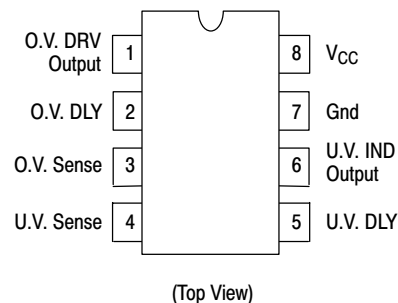 O.V. DRV
Output
1
8
V_CC
O.V. DLY
2
7
Gnd
O.V. Sense
3
6
U.V. IND
Output
U.V. Sense
4
5
U.V. DLY
(Top View)